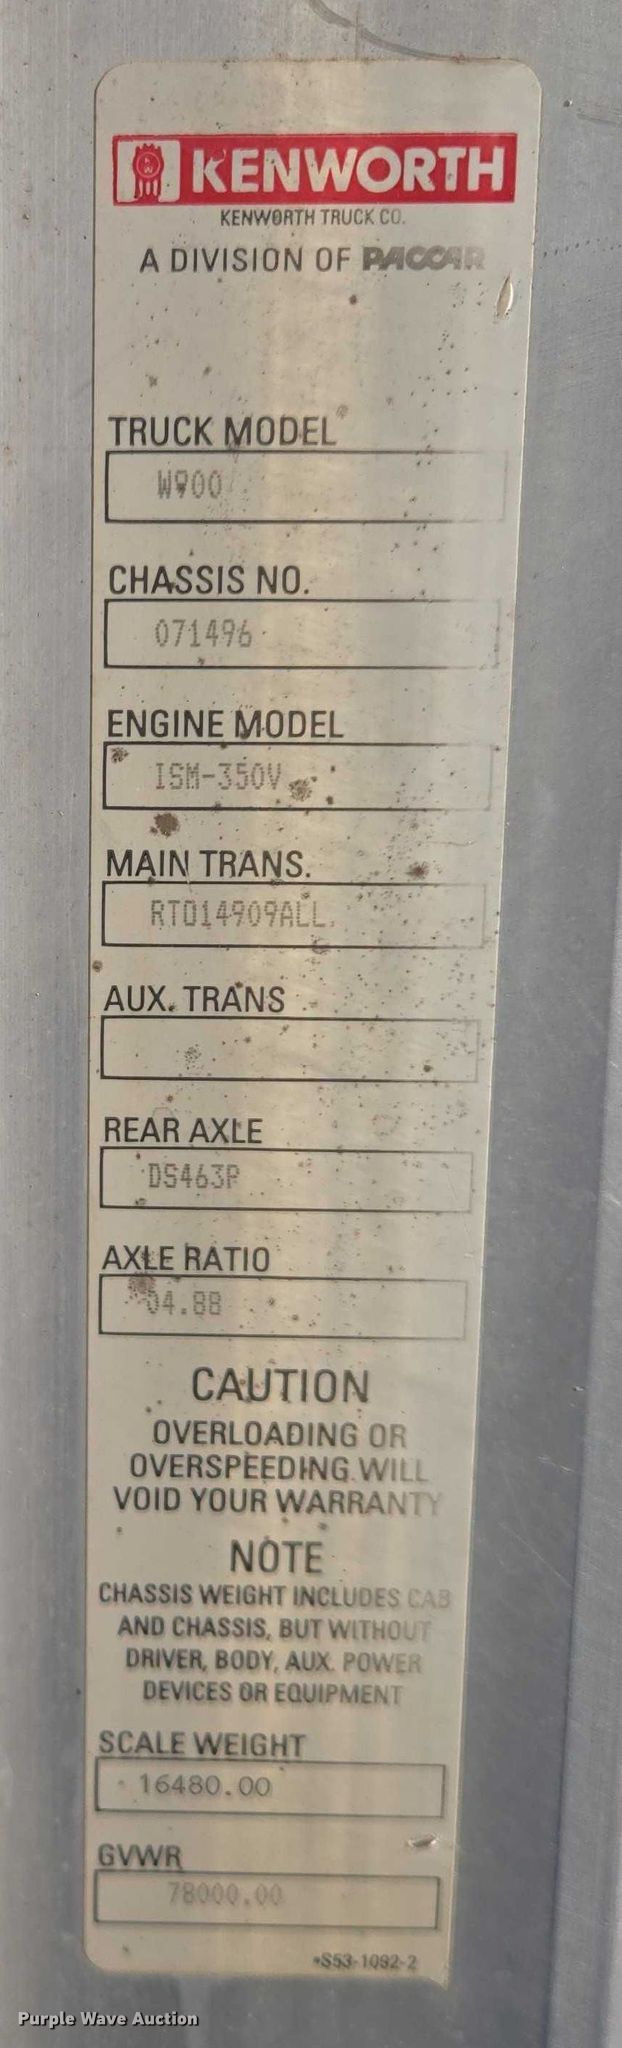 KENWORTH
KENWORTH TRUCK CO.
A DIVISION OF PACCAR
TRUCK MODEL
W900
CHASSIS NO.
071496
ENGINE MODEL
ISM-350V
MAIN TRANS.
RTO14909ALL
AUX. TRANS
REAR AXLE
DS463P
AXLE RATIO
04.88
CAUTION
OVERLOADING OR
OVERSPEEDING WILL
VOID YOUR WARRANTY
NOTE
CHASSIS WEIGHT INCLUDES CAB
AND CHASSIS, BUT WITHOUT
DRIVER, BODY, AUX. POWER
DEVICES OR EQUIPMENT
SCALE WEIGHT
16480.00
GVWR
78000.00
S53-1092-2
Purple Wave Auction